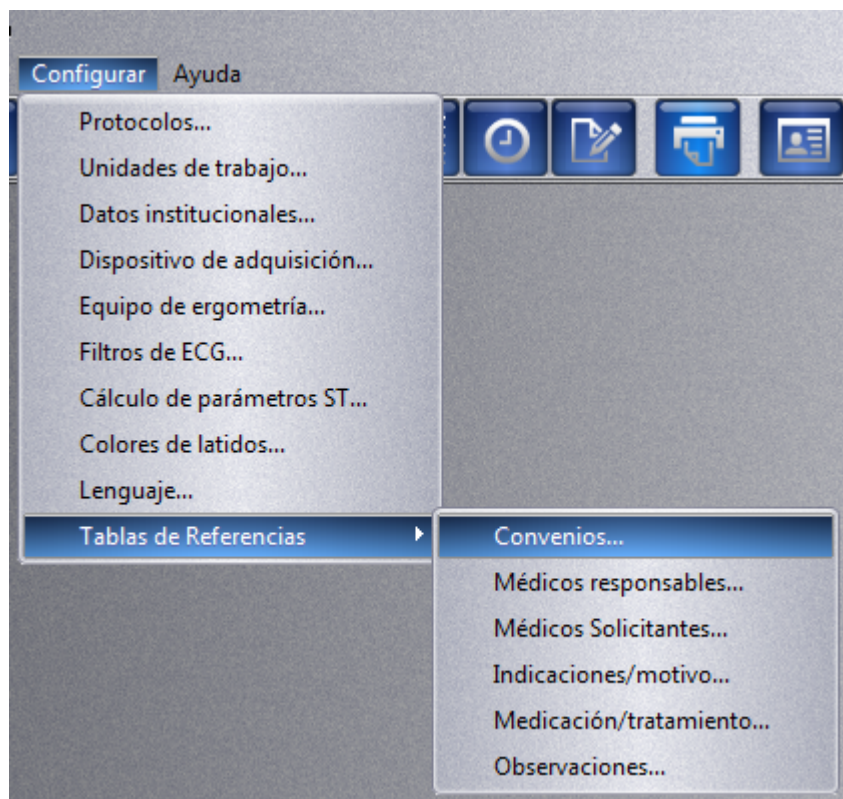 Configurar Ayuda
Protocolos...
Unidades de trabajo...
Datos institucionales...
Dispositivo de adquisición...
Equipo de ergometría...
Filtros de ECG...
Cálculo de parámetros ST...
Colores de latidos...
Lenguaje...
Tablas de Referencias
Convenios...
Médicos responsables...
Médicos Solicitantes...
Indicaciones/motivo...
Medicación/tratamiento...
Observaciones...